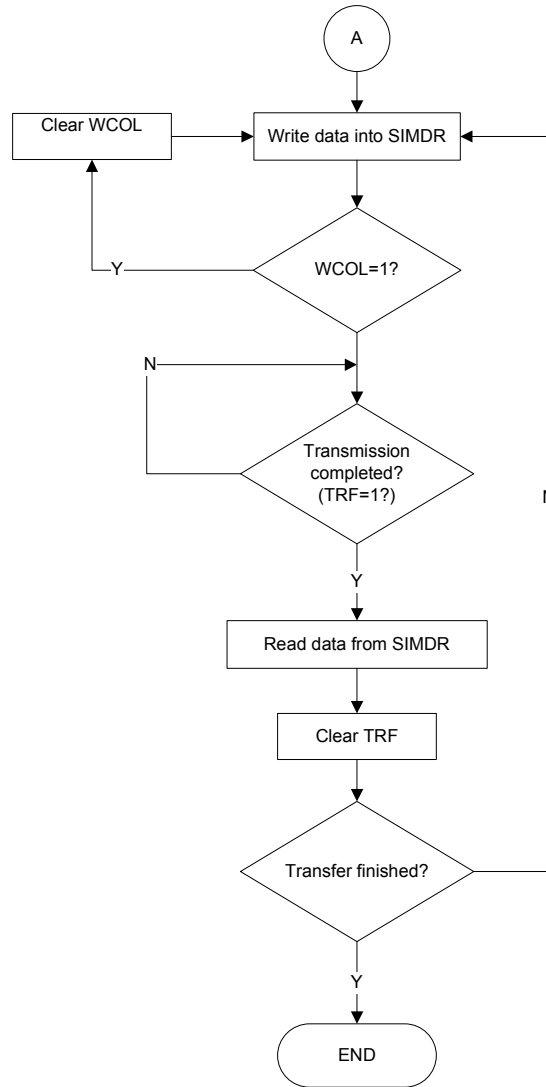 A
Clear WCOL
Write data into SIMDR
Y
WCOL=1?
N
Transmission
completed?
(TRF=1?)
Y
Read data from SIMDR
Clear TRF
Transfer finished?
Y
END